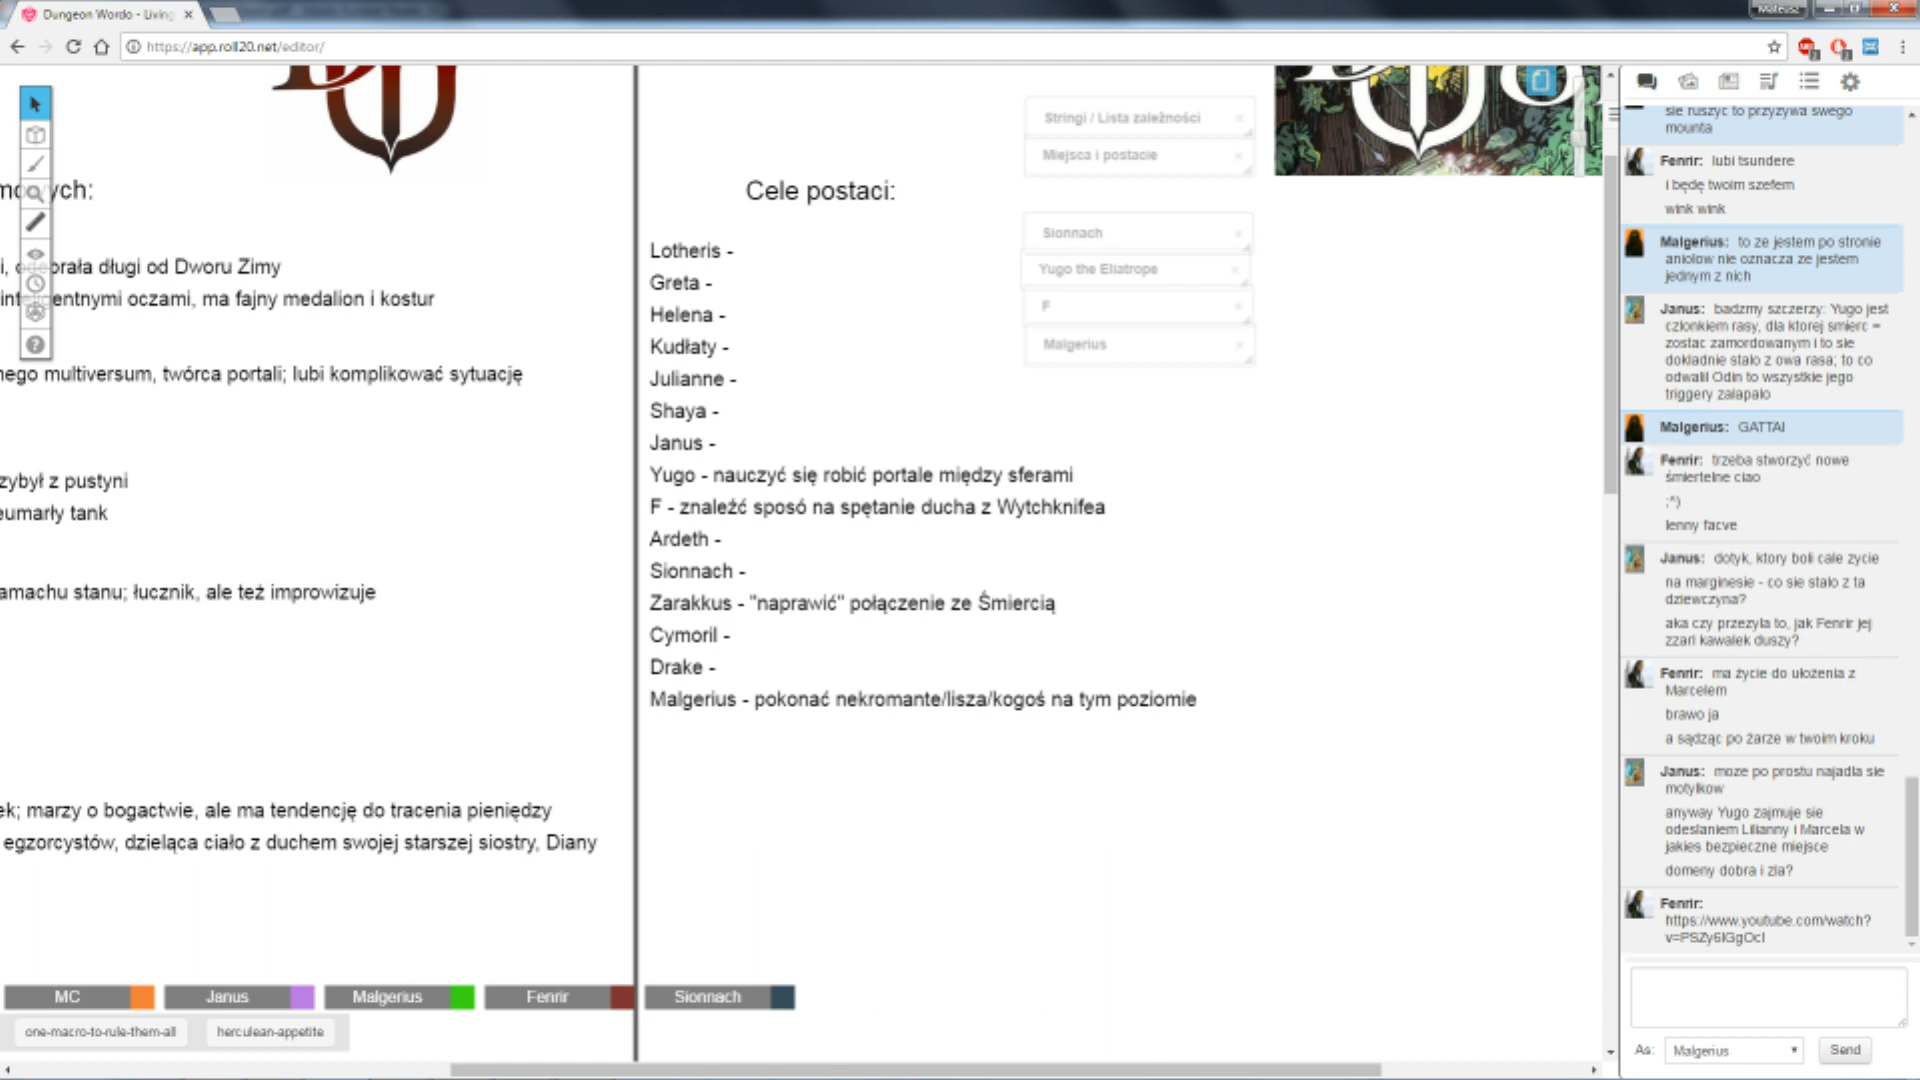 Dungeon Wordo - Living
Mateusz
https://app.roll20.net/editor/
Stringi / Lista zależności
Miejsca i postacie
Cele postaci:
Sionnach
Yugo the Eliatrope
F
Malgerius
ych:
brała długi od Dworu Zimy
entnymi oczami, ma fajny medalion i kostur
nego multiversum, twórca portali; lubi komplikować sytuację
zybył z pustyni
eumarły tank
amachu stanu; łucznik, ale też improwizuje
ek; marzy o bogactwie, ale ma tendencję do tracenia pieniędzy
egzorcystów, dzieląca ciało z duchem swojej starszej siostry, Diany
Lotheris -
Greta -
Helena -
Kudłaty -
Julianne -
Shaya -
Janus -
Yugo - nauczyć się robić portale między sferami
F - znaleźć sposó na spętanie ducha z Wytchknifea
Ardeth -
Sionnach -
Zarakkus - "naprawić" połączenie ze Śmiercią
Cymoril -
Drake -
Malgerius - pokonać nekromante/lisza/kogoś na tym poziomie
MC
Janus
Malgerius
Fenrir
Sionnach
one-macro-to-rule-them-all
herculean-appetite
sie ruszyc to przyzywa swego
mounta
Fenrir: lubi tsundere
i będę twoim szefem
wink wink
Malgerius: to ze jestem po stronie
aniolow nie oznacza ze jestem
jednym z nich
Janus: badzmy szczerzy: Yugo jest
czlonkiem rasy, dla ktorej smierc =
zostac zamordowanym i to sie
dokladnie stalo z owa rasa; to co
odwalil Odin to wszystkie jego
triggery zalapalo
Malgerius: GATTAI
Fenrir: trzeba stworzyć nowe
śmiertelne ciao
;^)
lenny facve
Janus: dotyk, ktory boli cale zycie
na marginesie - co sie stalo z ta
dziewczyna?
aka czy przezyla to, jak Fenrir jej
zzarl kawalek duszy?
Fenrir: ma życie do ułożenia z
Marcelem
brawo ja
a sądząc po żarze w twoim kroku
Janus: moze po prostu najadla sie
motylkow
anyway Yugo zajmuje sie
odeslaniem Lilianny i Marcela w
jakies bezpieczne miejsce
domeny dobra i zla?
Fenrir:
https://www.youtube.com/watch?
As: Malgerius
Send